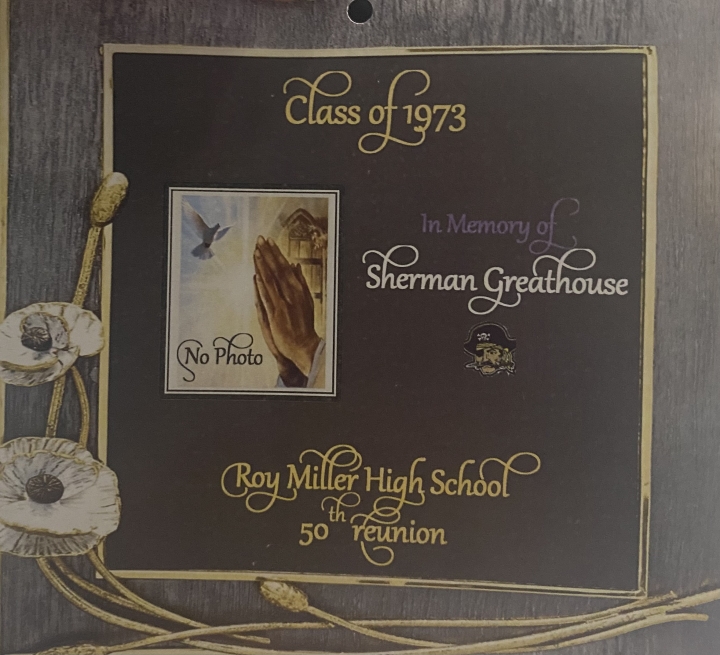 Class of 1973
In Memory of
Sherman Greathouse
No Photo
Roy Miller High School
50th reunion